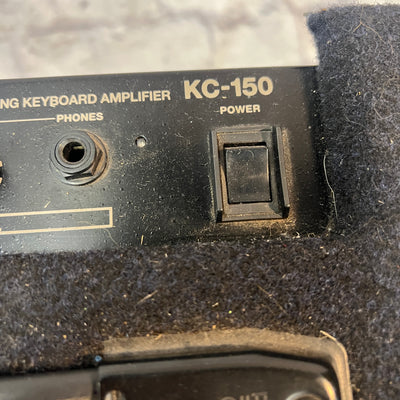 NG KEYBOARD AMPLIFIER KC-150
PHONES POWER